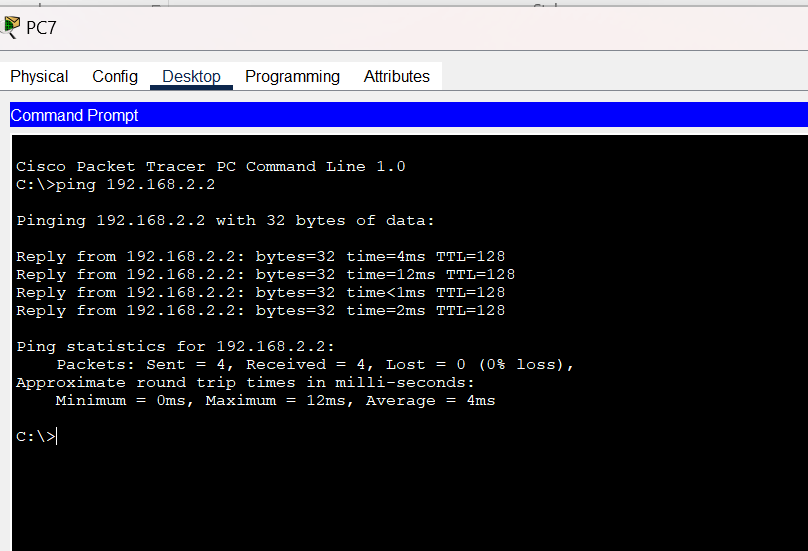 PC7
Physical Config Desktop Programming Attributes
Command Prompt
Cisco Packet Tracer PC Command Line 1.0
C:\>ping 192.168.2.2
Pinging 192.168.2.2 with 32 bytes of data:
Reply from 192.168.2.2: bytes=32 time=4ms TTL=128
Reply from 192.168.2.2: bytes=32 time=12ms TTL=128
Reply from 192.168.2.2: bytes=32 time<1ms TTL=128
Reply from 192.168.2.2: bytes=32 time=2ms TTL=128
Ping statistics for 192.168.2.2:
Packets: Sent = 4, Received = 4, Lost = 0 (0% loss),
Approximate round trip times in milli-seconds:
Minimum = 0ms, Maximum = 12ms, Average = 4ms
C:\>